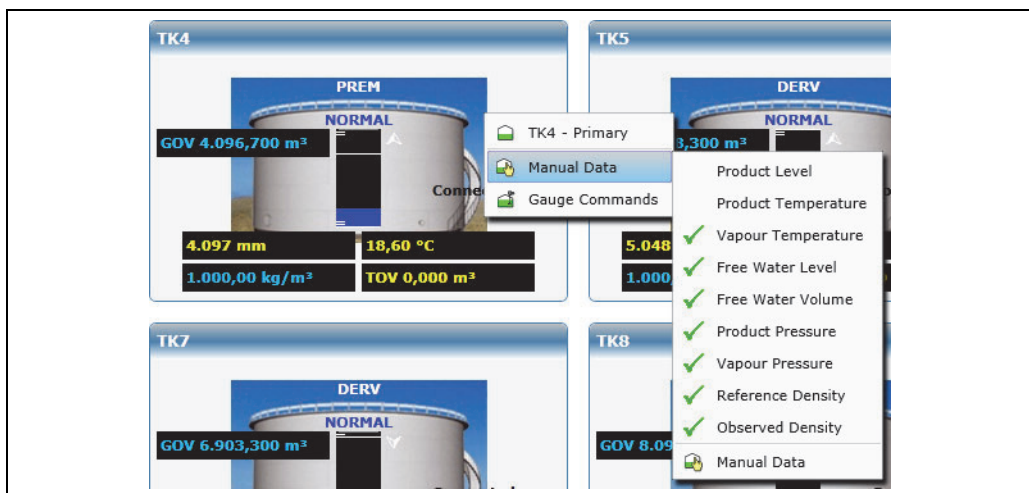 TK4
TK5
PREM
DERV
NORMAL
NORMAL
GOV 4.096,700 m³
3,300 m³
TK4 - Primary
Manual Data
Gauge Commands
Product Level
Product Temperature
Vapour Temperature
Free Water Level
Free Water Volume
Product Pressure
Vapour Pressure
Reference Density
Observed Density
Manual Data
Conne
4.097 mm
18,60 °C
5.048
1.000,00 kg/m³
TOV 0,000 m³
1.000
TK7
TK8
DERV
NORMAL
GOV 6.903,300 m³
GOV 8.09